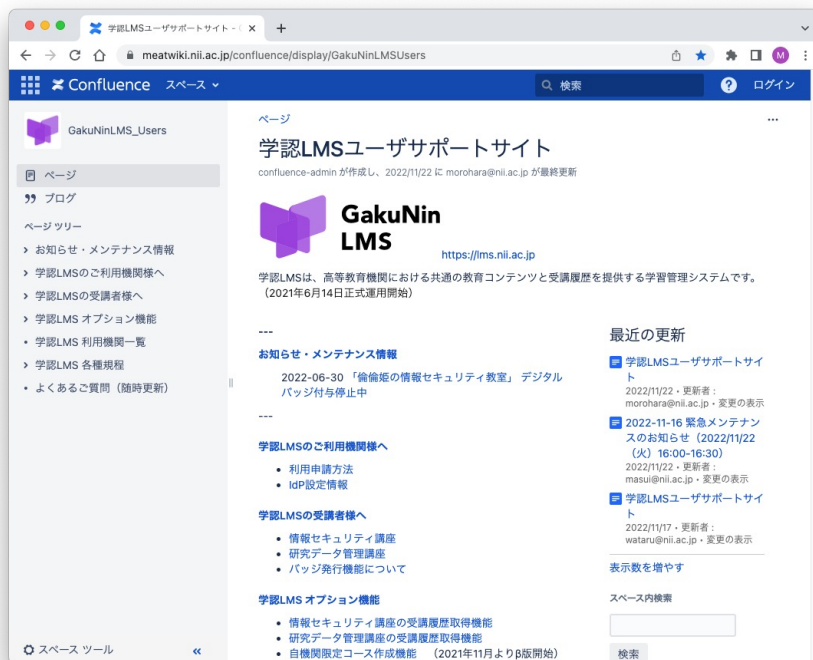 学認LMSユーザサポートサイト -
meatwiki.nii.ac.jp/confluence/display/GakuNinLMSUsers
M
Confluence スペース
検索
ログイン
GakuNinLMS_Users
ページ
ブログ
ページ ツリー
お知らせ・メンテナンス情報
学認LMSのご利用機関様へ
学認LMSの受講者様へ
学認LMS オプション機能
学認LMS 利用機関一覧
学認LMS 各種規程
よくあるご質問（随時更新）
スペース ツール
ページ
学認LMSユーザサポートサイト
confluence-admin が作成し、2022/11/22 に morohara@nii.ac.jp が最終更新
GakuNin
LMS
https://lms.nii.ac.jp
学認LMSは、高等教育機関における共通の教育コンテンツと受講履歴を提供する学習管理システムです。
（2021年6月14日正式運用開始）
---
お知らせ・メンテナンス情報
2022-06-30 「倫倫姫の情報セキュリティ教室」 デジタル
バッジ付与停止中
---
学認LMSのご利用機関様へ
• 利用申請方法
• IdP設定情報
学認LMSの受講者様へ
• 情報セキュリティ講座
• 研究データ管理講座
• バッジ発行機能について
学認LMS オプション機能
• 情報セキュリティ講座の受講履歴取得機能
• 研究データ管理講座の受講履歴取得機能
• 自機関限定コース作成機能 （2021年11月よりβ版開始）
最近の更新
学認LMSユーザサポートサイ
ト
2022/11/22・更新者：
morohara@nii.ac.jp・変更の表示
2022-11-16 緊急メンテナン
スのお知らせ（2022/11/22
（火）16:00-16:30）
2022/11/22・更新者：
masui@nii.ac.jp・変更の表示
学認LMSユーザサポートサイ
ト
2022/11/17・更新者：
wataru@nii.ac.jp・変更の表示
表示数を増やす
スペース内検索
検索